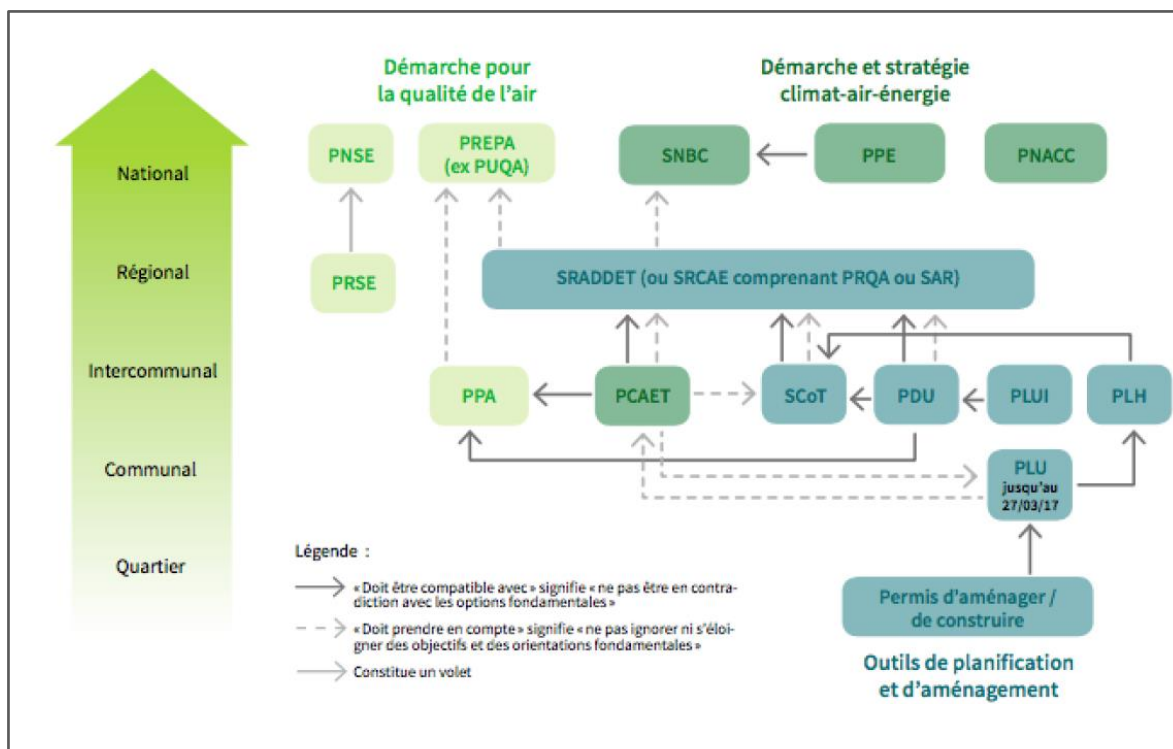 Démarche pour
la qualité de l'air
Démarche et stratégie
climat-air-énergie
National
PNSE
PREPA
(ex PUQA)
SNBC
PPE
PNACC
Régional
PRSE
SRADDET (ou SRCAE comprenant PRQA ou SAR)
Intercommunal
PPA
PCAET
SCoT
PDU
PLUI
PLH
Communal
PLU
jusqu'au
27/03/17
Quartier
Légende :
« Doit être compatible avec » signifie « ne pas être en contra-
diction avec les options fondamentales »
« Doit prendre en compte » signifie « ne pas ignorer ni s'éloi-
gner des objectifs et des orientations fondamentales »
Constitue un volet
Permis d'aménager /
de construire
Outils de planification
et d'aménagement